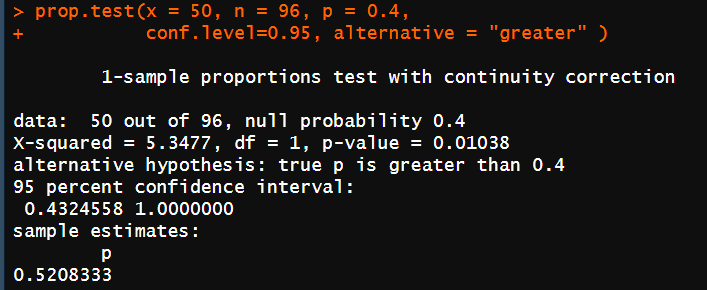 > prop.test(x = 50, n = 96, p = 0.4,
+           conf.level=0.95, alternative = "greater" )
        1-sample proportions test with continuity correction
data:  50 out of 96, null probability 0.4
X-squared = 5.3477, df = 1, p-value = 0.01038
alternative hypothesis: true p is greater than 0.4
95 percent confidence interval:
 0.4324558 1.0000000
sample estimates:
        p
0.5208333